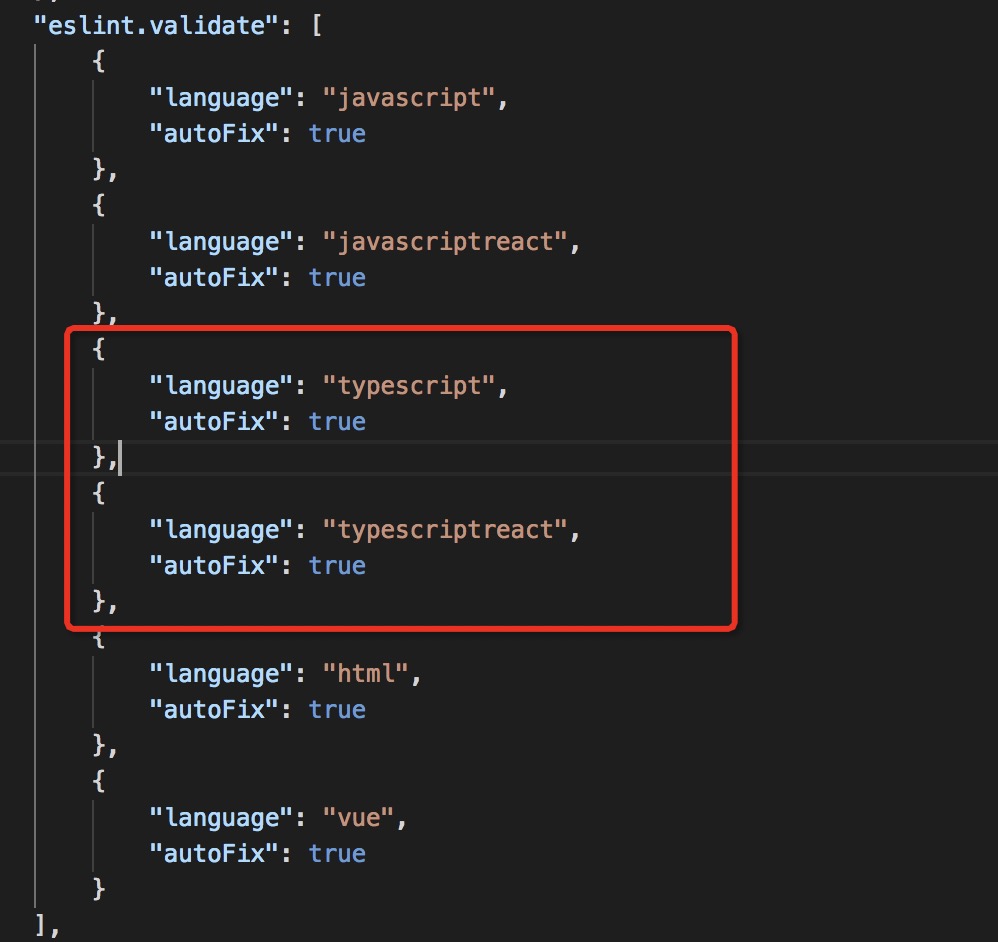 "eslint.validate": [
{
"language": "javascript",
"autoFix": true
},
{
"language": "javascriptreact",
"autoFix": true
},
{
"language": "typescript",
"autoFix": true
},
{
"language": "typescriptreact",
"autoFix": true
},
{
"language": "html",
"autoFix": true
},
{
"language": "vue",
"autoFix": true
}
],